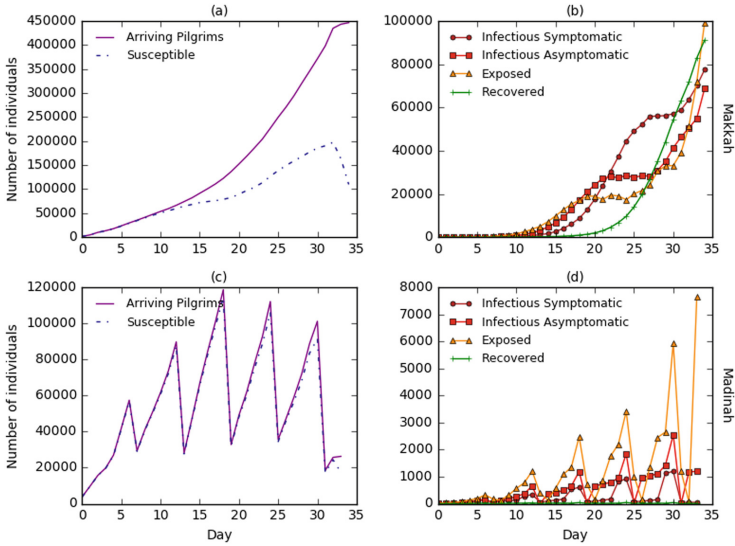 (a)
Number of individuals
450000
400000
350000
300000
250000
200000
150000
100000
50000
0
0 5 10 15 20 25 30 35
Arriving Pilgrims
Susceptible
(b)
100000
80000
60000
40000
20000
0
0 5 10 15 20 25 30 35
Infectious Symptomatic
Infectious Asymptomatic
Exposed
Recovered
Makkah
(c)
Number of individuals
120000
100000
80000
60000
40000
20000
0
0 5 10 15 20 25 30 35
Day
Arriving Pilgrims
Susceptible
(d)
8000
7000
6000
5000
4000
3000
2000
1000
0
0 5 10 15 20 25 30 35
Day
Infectious Symptomatic
Infectious Asymptomatic
Exposed
Recovered
Madinah